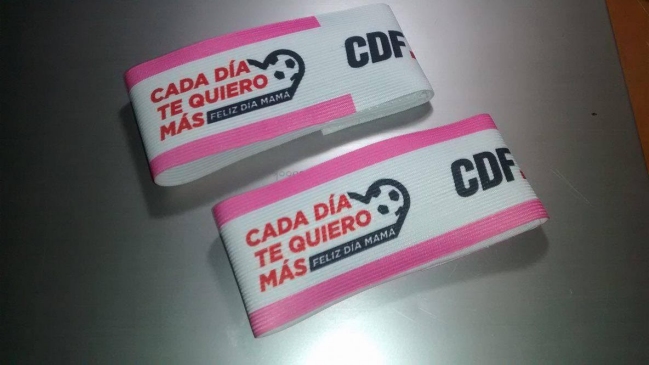 CADA DÍA
TE QUIERO
MÁS FELIZ DÍA MAMÁ
CDF
CADA DÍA
TE QUIERO
MÁS FELIZ DÍA MAMÁ
CDF